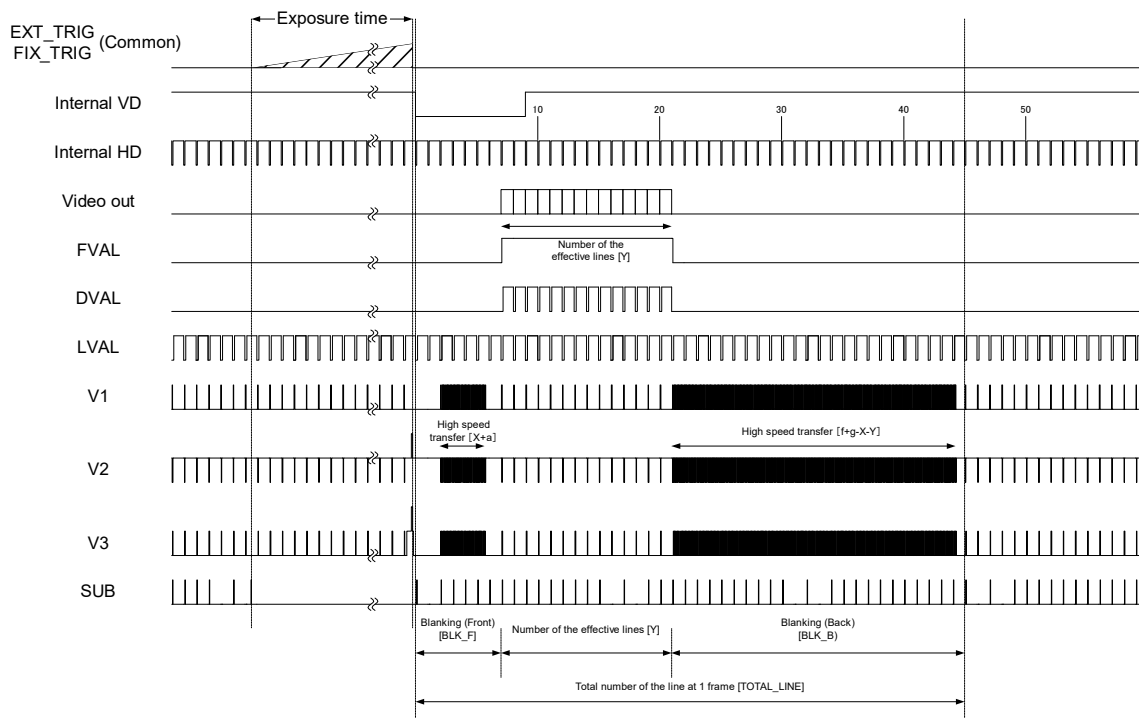 Exposure time
EXT_TRIG
FIX_TRIG (Common)
Internal VD
10 20 30 40 50
Internal HD
Video out
FVAL
Number of the
effective lines [Y]
DVAL
LVAL
V1
High speed
transfer [X+a]
High speed transfer [f+g-X-Y]
V2
V3
SUB
Blanking (Front)
[BLK_F]
Number of the effective lines [Y]
Blanking (Back)
[BLK_B)
Total number of the line at 1 frame [TOTAL_LINE]